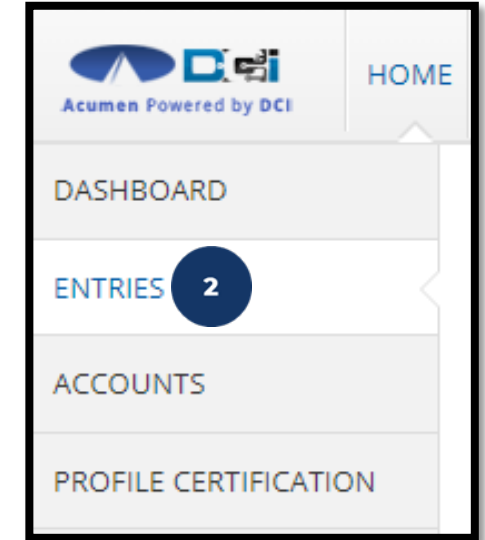 DCi
Acumen Powered by DCI
HOME
DASHBOARD
ENTRIES 2
ACCOUNTS
PROFILE CERTIFICATION